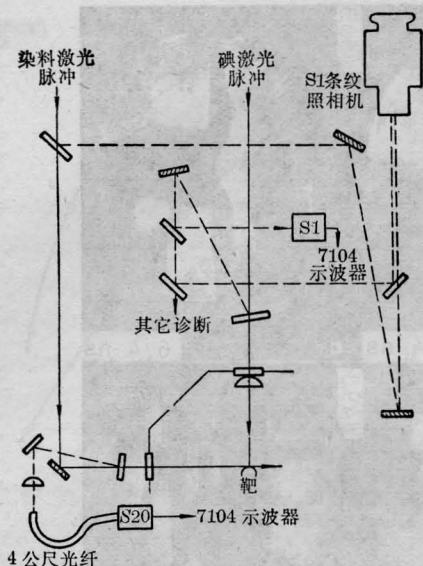 染料激光
脉冲
碘激光
脉冲
S1条纹
照相机
S1
7104
示波器
其它诊断
靶
S20
7104 示波器
4公尺光纤